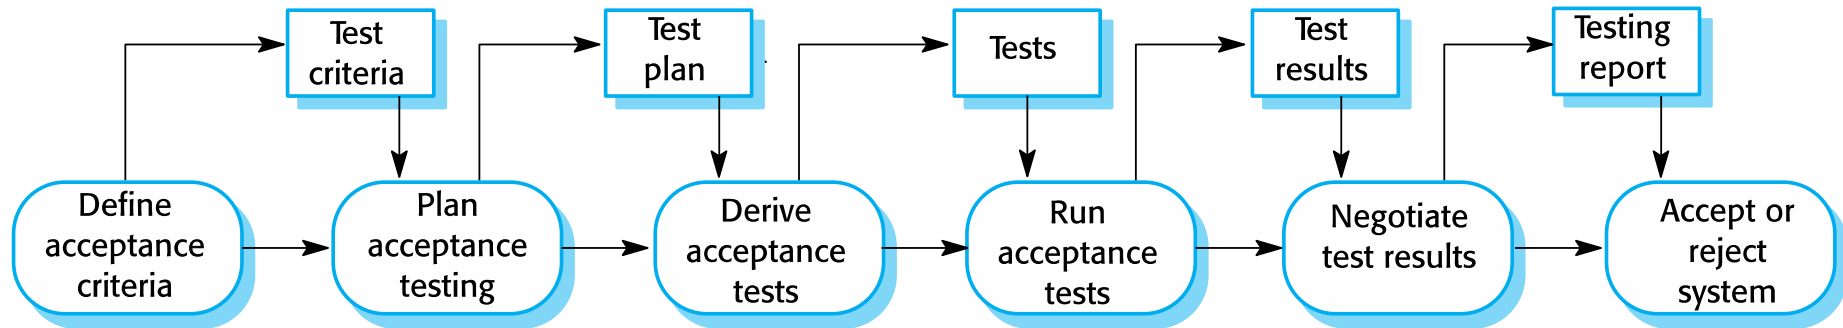 Test
criteria
Test
plan
Tests
Test
results
Testing
report
Define
acceptance
criteria
Plan
acceptance
testing
Derive
acceptance
tests
Run
acceptance
tests
Negotiate
test results
Accept or
reject
system